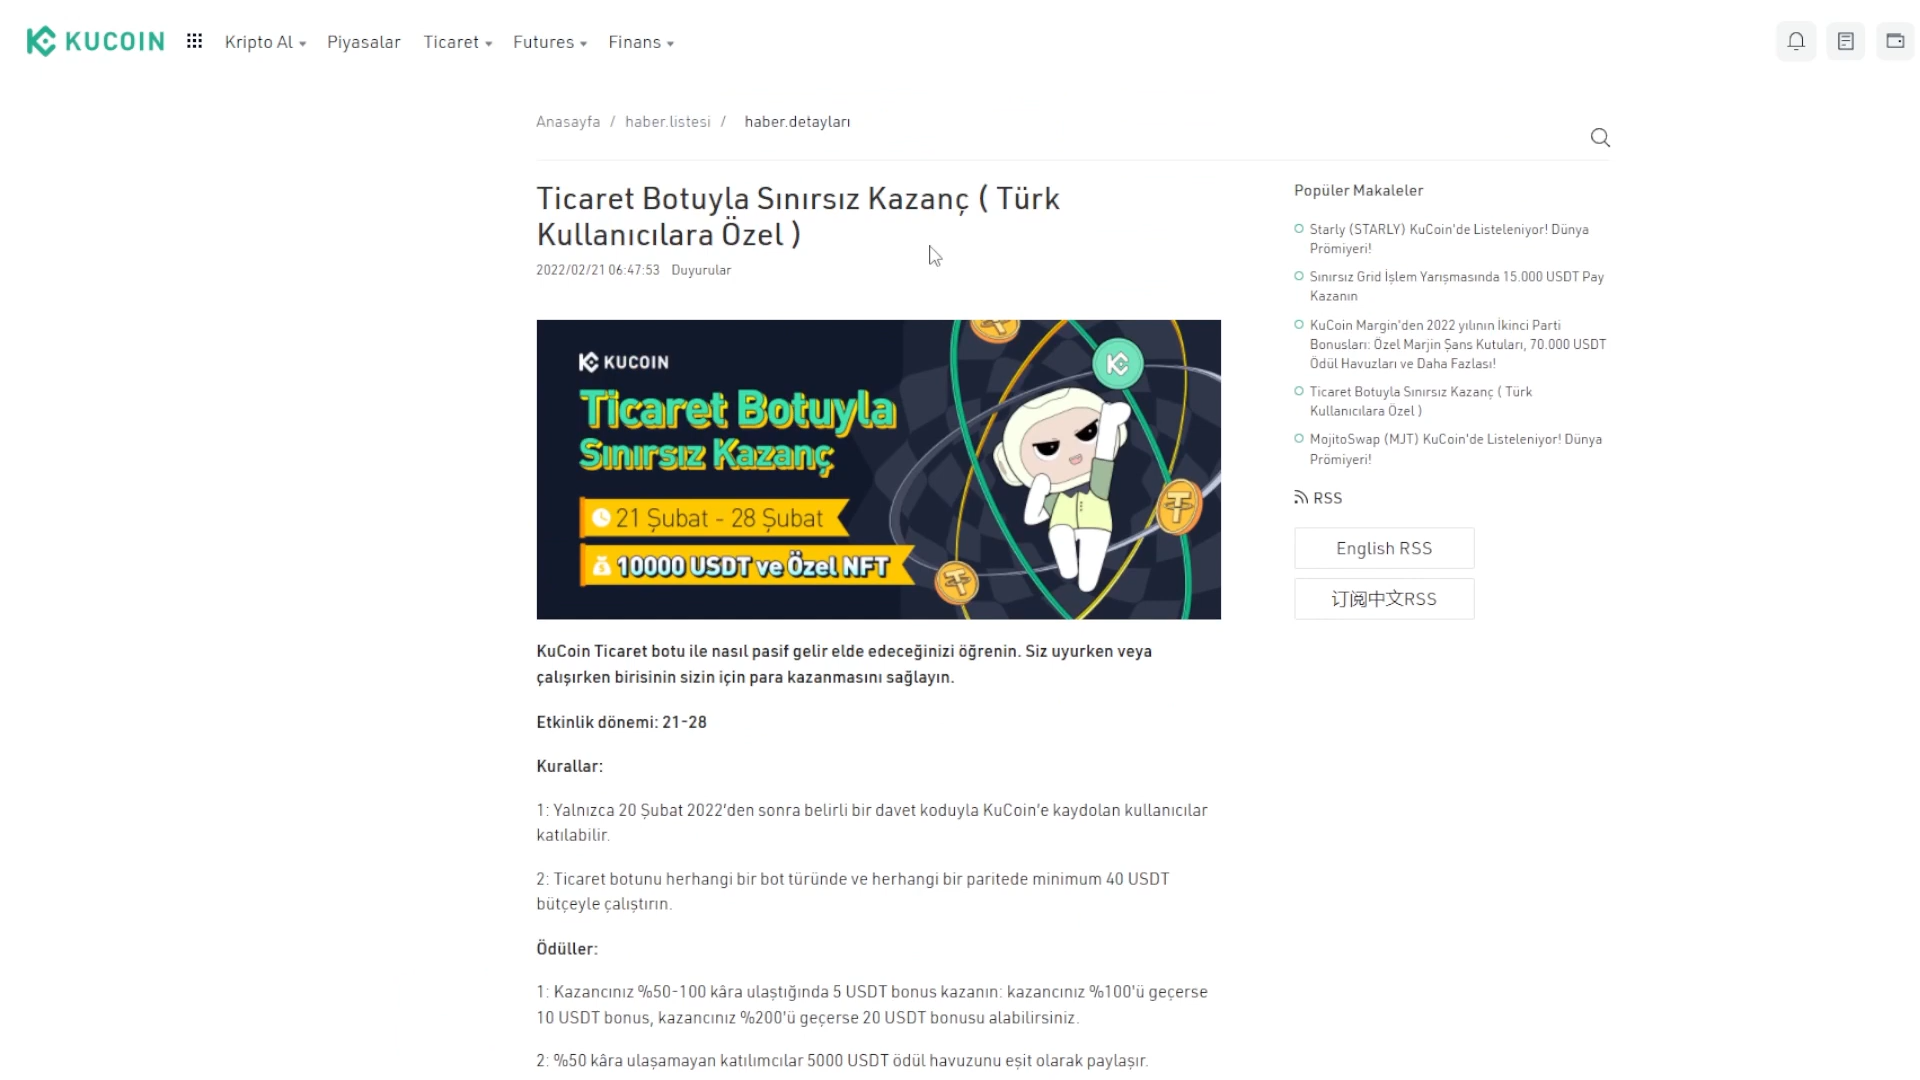 KUCOIN
Kripto Al
Piyasalar
Ticaret
Futures
Finans
Anasayfa / haber.listesi / haber.detayları
Ticaret Botuyla Sınırsız Kazanç ( Türk
Kullanıcılara Özel )
2022/02/21 06:47:53 Duyurular
KUCOIN
Ticaret Botuyla
Sınırsız Kazanç
21 Şubat - 28 Şubat
10000 USDT ve Özel NFT
KuCoin Ticaret botu ile nasıl pasif gelir elde edeceğinizi öğrenin. Siz uyurken veya
çalışırken birisinin sizin için para kazanmasını sağlayın.
Etkinlik dönemi: 21-28
Kurallar:
1: Yalnızca 20 Şubat 2022'den sonra belirli bir davet koduyla KuCoin'e kaydolan kullanıcılar
katılabilir.
2: Ticaret botunu herhangi bir bot türünde ve herhangi bir paritede minimum 40 USDT
bütçeyle çalıştırın.
Ödüller:
1: Kazancınız %50-100 kâra ulaştığında 5 USDT bonus kazanın: kazancınız %100'ü geçerse
10 USDT bonus, kazancınız %200'ü geçerse 20 USDT bonusu alabilirsiniz.
2: %50 kâra ulaşamayan katılımcılar 5000 USDT ödül havuzunu eşit olarak paylaşır.
Popüler Makaleler
Starly (STARLY) KuCoin'de Listeleniyor! Dünya
Prömiyeri!
Sınırsız Grid İşlem Yarışmasında 15.000 USDT Pay
Kazanın
KuCoin Margin'den 2022 yılının İkinci Parti
Bonusları: Özel Marjin Şans Kutuları, 70.000 USDT
Ödül Havuzları ve Daha Fazlası!
Ticaret Botuyla Sınırsız Kazanç ( Türk
Kullanıcılara Özel )
MojitoSwap (MJT) KuCoin'de Listeleniyor! Dünya
Prömiyeri!
RSS
English RSS
订阅中文RSS